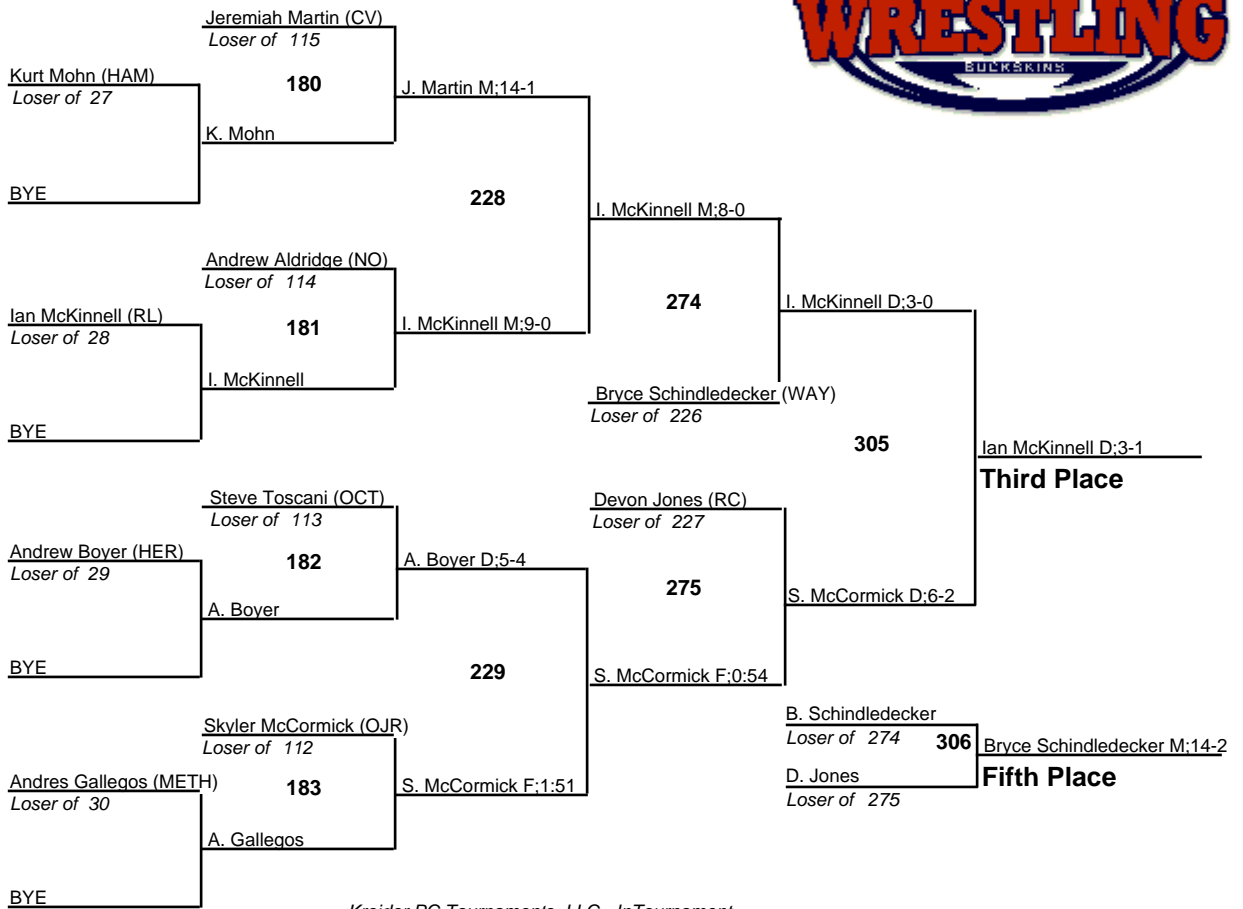 WRESTLING
BUCKSKINS
Jeremiah Martin (CV)
Loser of 115
Kurt Mohn (HAM)
Loser of 27
180
J. Martin M;14-1
K. Mohn
BYE
228
I. McKinnell M;8-0
Andrew Aldridge (NO)
Loser of 114
Ian McKinnell (RL)
Loser of 28
181
I. McKinnell M;9-0
274
I. McKinnell D;3-0
I. McKinnell
Bryce Schindledecker (WAY)
Loser of 226
BYE
305
Ian McKinnell D;3-1
Third Place
Steve Toscani (OCT)
Loser of 113
Devon Jones (RC)
Loser of 227
Andrew Boyer (HER)
Loser of 29
182
A. Boyer D;5-4
275
S. McCormick D;6-2
A. Boyer
BYE
229
S. McCormick F;0:54
Skyler McCormick (OJR)
Loser of 112
B. Schindledecker
Loser of 274
306
Bryce Schindledecker M;14-2
Fifth Place
Andres Gallegos (METH)
Loser of 30
183
S. McCormick F;1:51
D. Jones
Loser of 275
A. Gallegos
BYE